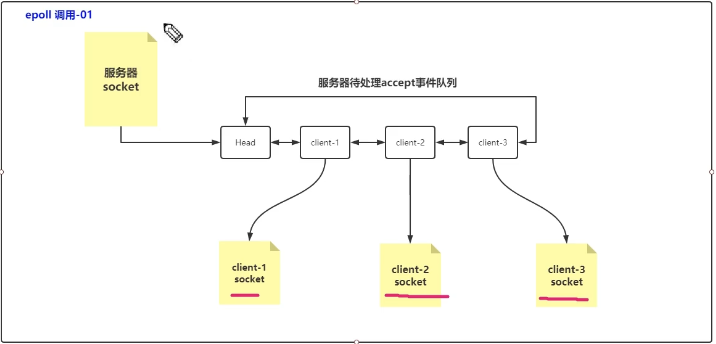 epoll 调用-01
服务器
socket
服务器待处理accept事件队列
Head
client-1
client-2
client-3
client-1
socket
client-2
socket
client-3
socket